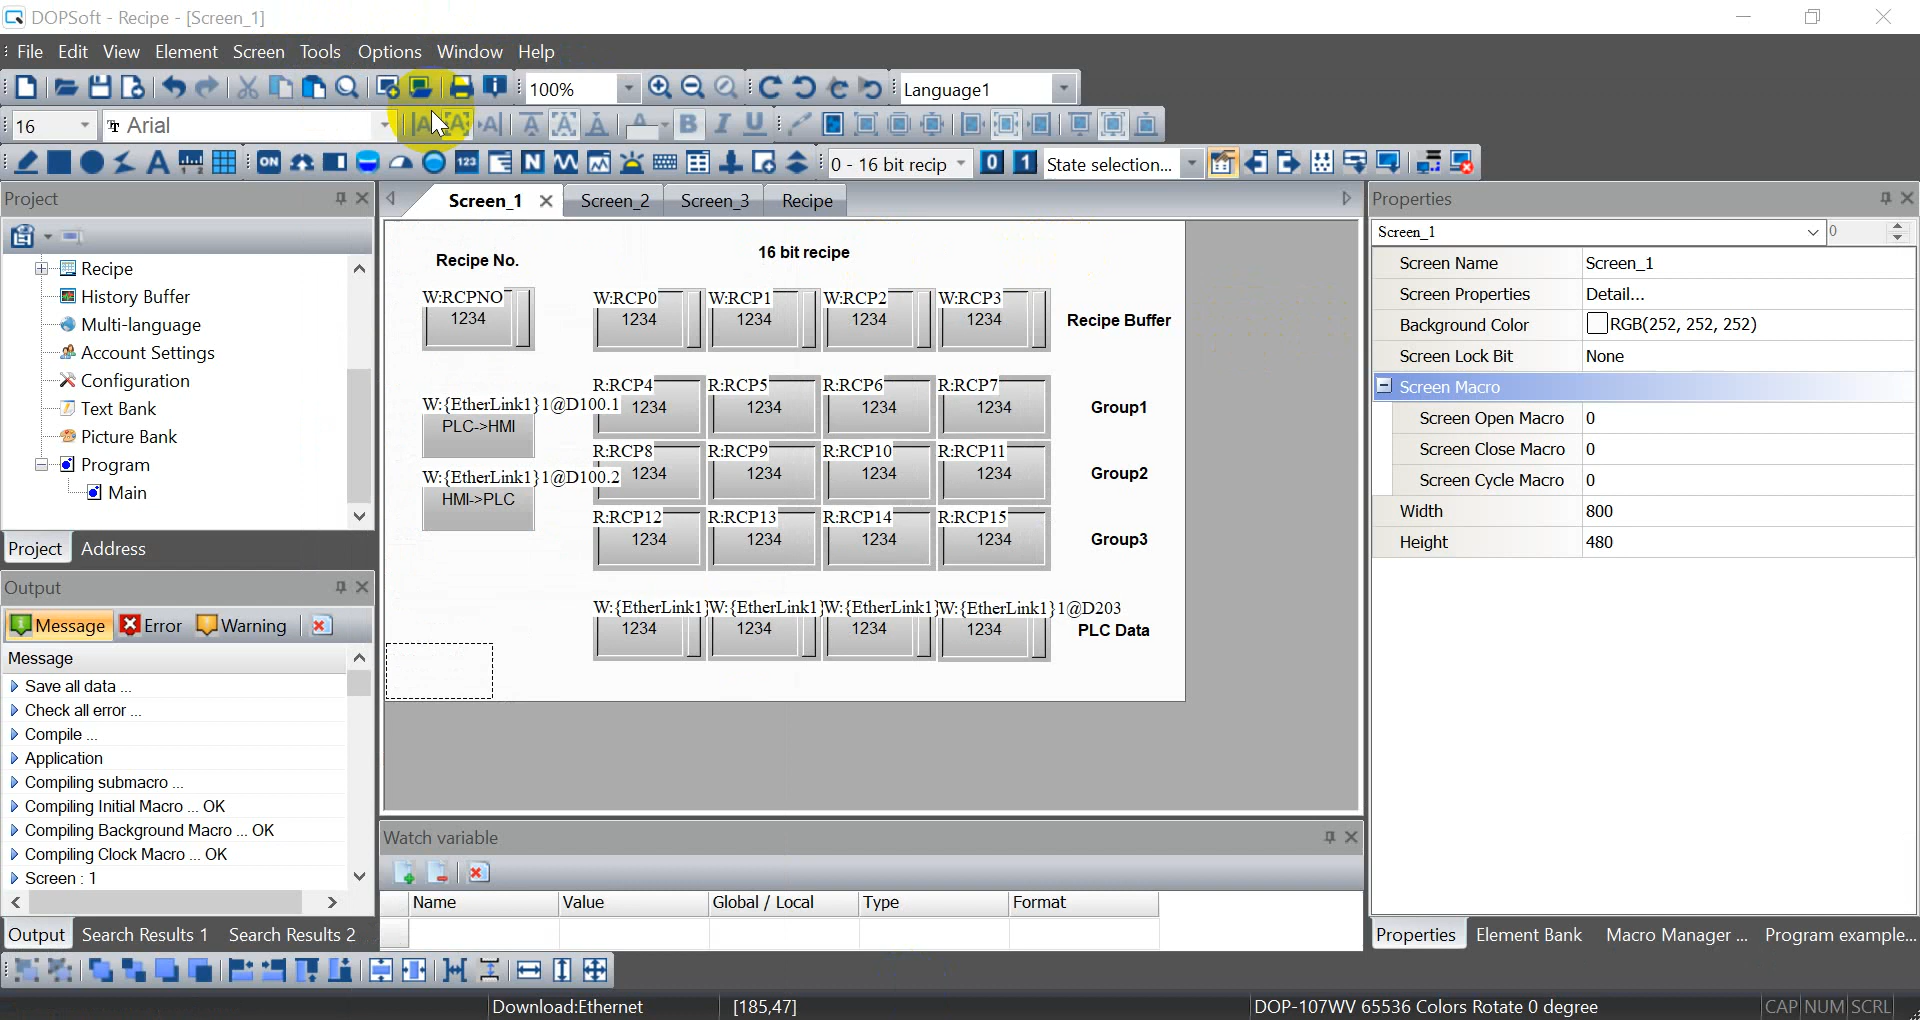 DOPSoft - Recipe - [Screen_1]
File Edit View Element Screen Tools Options Window Help
100%
Language1
16 Arial
ON 123 N 0 - 16 bit recip 0 1 State selection...
Project
Screen_1 Screen_2 Screen_3 Recipe
Properties
Screen_1 0
Recipe
History Buffer
Multi-language
Account Settings
Configuration
Text Bank
Picture Bank
Program
Main
Project Address
Recipe No. 16 bit recipe
W:RCPNO W:RCP0 W:RCP1 W:RCP2 W:RCP3
1234 1234 1234 1234 1234 Recipe Buffer
R:RCP4 R:RCP5 R:RCP6 R:RCP7
W:{EtherLink1}1@D100.1 1234 1234 1234 1234 Group1
PLC->HMI
R:RCP8 R:RCP9 R:RCP10 R:RCP11
W:{EtherLink1}1@D100.2 1234 1234 1234 1234 Group2
HMI->PLC
R:RCP12 R:RCP13 R:RCP14 R:RCP15
1234 1234 1234 1234 Group3
W:{EtherLink1} W:{EtherLink1} W:{EtherLink1} W:{EtherLink1}1@D203
1234 1234 1234 1234 PLC Data
Screen Name Screen_1
Screen Properties Detail...
Background Color RGB(252, 252, 252)
Screen Lock Bit None
Screen Macro
Screen Open Macro 0
Screen Close Macro 0
Screen Cycle Macro 0
Width 800
Height 480
Output
Message Error Warning
Message
Save all data ...
Check all error ...
Compile ...
Application
Compiling submacro ...
Compiling Initial Macro ... OK
Compiling Background Macro ... OK
Compiling Clock Macro ... OK
Screen : 1
Output Search Results 1 Search Results 2
Watch variable
Name Value Global / Local Type Format
Properties Element Bank Macro Manager ... Program example...
Download:Ethernet [185,47] DOP-107WV 65536 Colors Rotate 0 degree CAP NUM SCRL